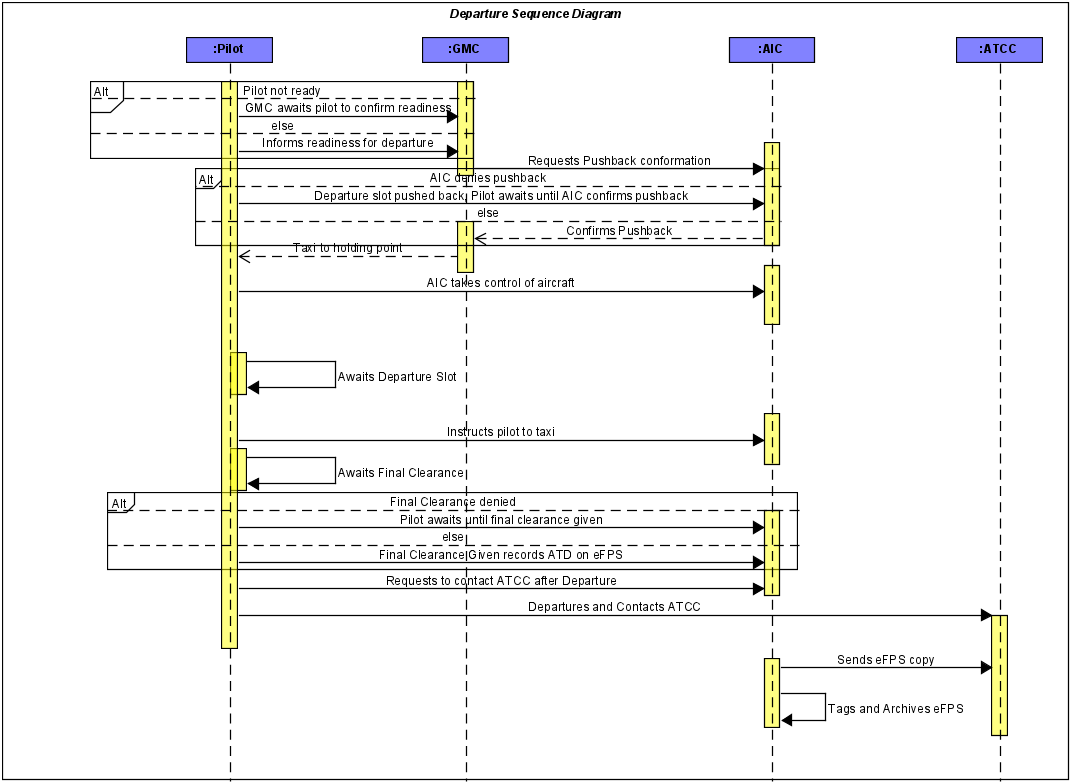 Departure Sequence Diagram
:Pilot
:GMC
:AIC
:ATCC
Alt
Pilot not ready
GMC awaits pilot to confirm readiness
else
Informs readiness for departure
Requests Pushback conformation
Alt
AIC denies pushback
Departure slot pushed back, Pilot awaits until AIC confirms pushback
else
Confirms Pushback
Taxi to holding point
AIC takes control of aircraft
Awaits Departure Slot
Instructs pilot to taxi
Awaits Final Clearance
Alt
Final Clearance denied
Pilot awaits until final clearance given
else
Final Clearance Given records ATD on eFPS
Requests to contact ATCC after Departure
Departures and Contacts ATCC
Sends eFPS copy
Tags and Archives eFPS